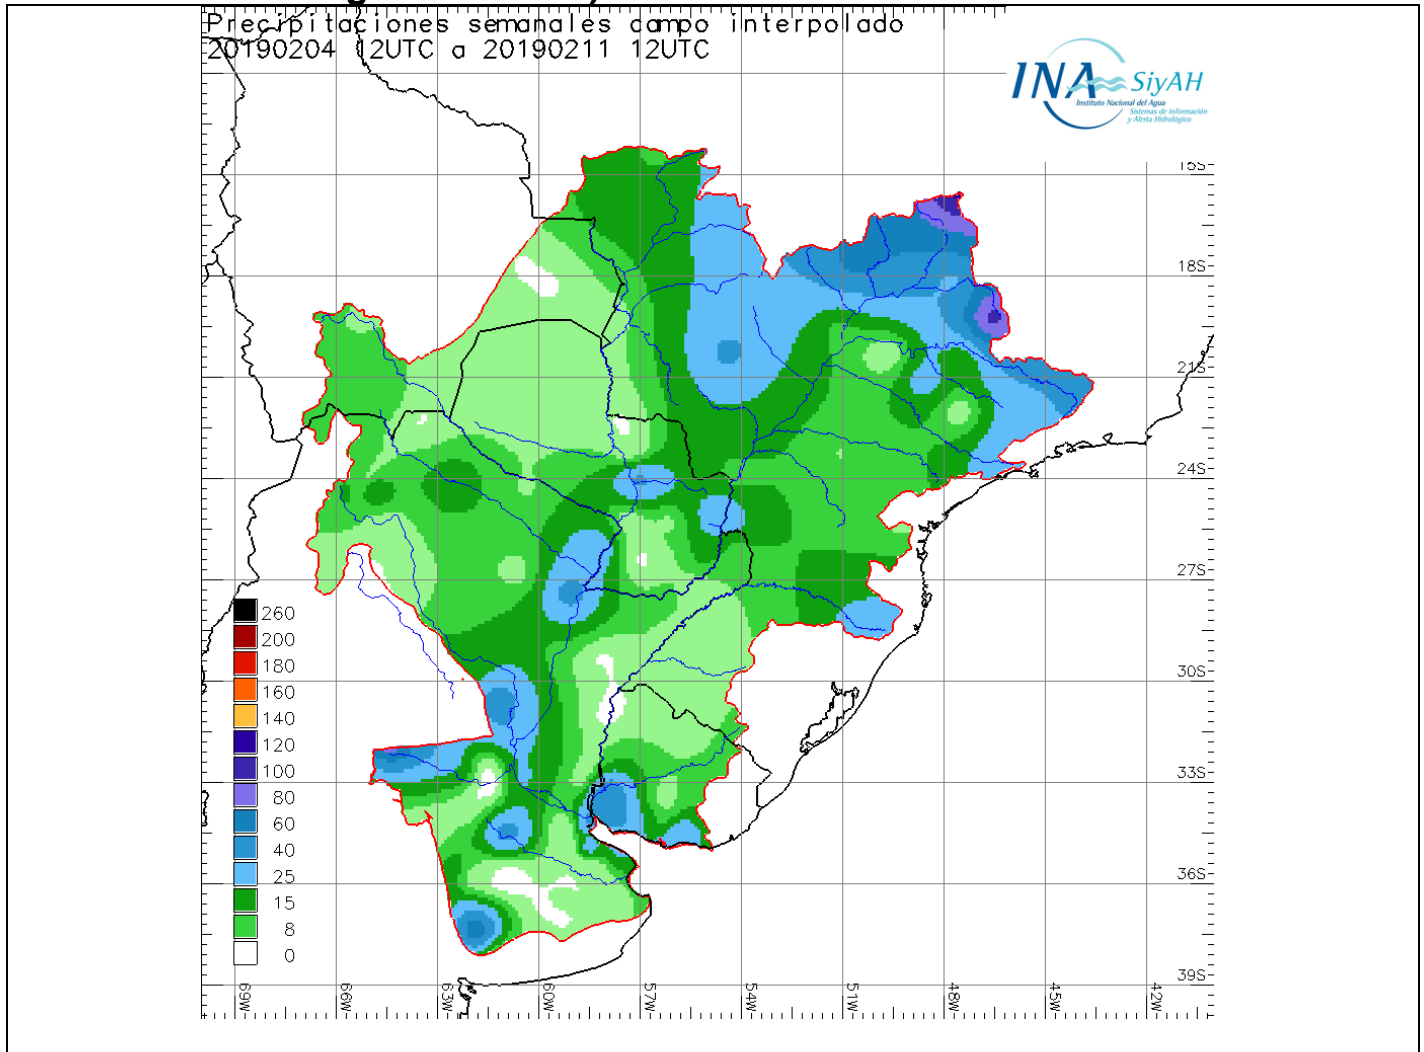 Precipitaciones semanales campo interpolado
20190204 12UTC a 20190211 12UTC
INA SiyAH
Instituto Nacional del Agua
Sistemas de Información
y Alerta Hidrológico
15S
18S
21S
24S
27S
30S
33S
36S
39S
260
200
180
160
140
120
100
80
60
40
25
15
8
0
69W
66W
63W
60W
57W
54W
51W
48W
45W
42W